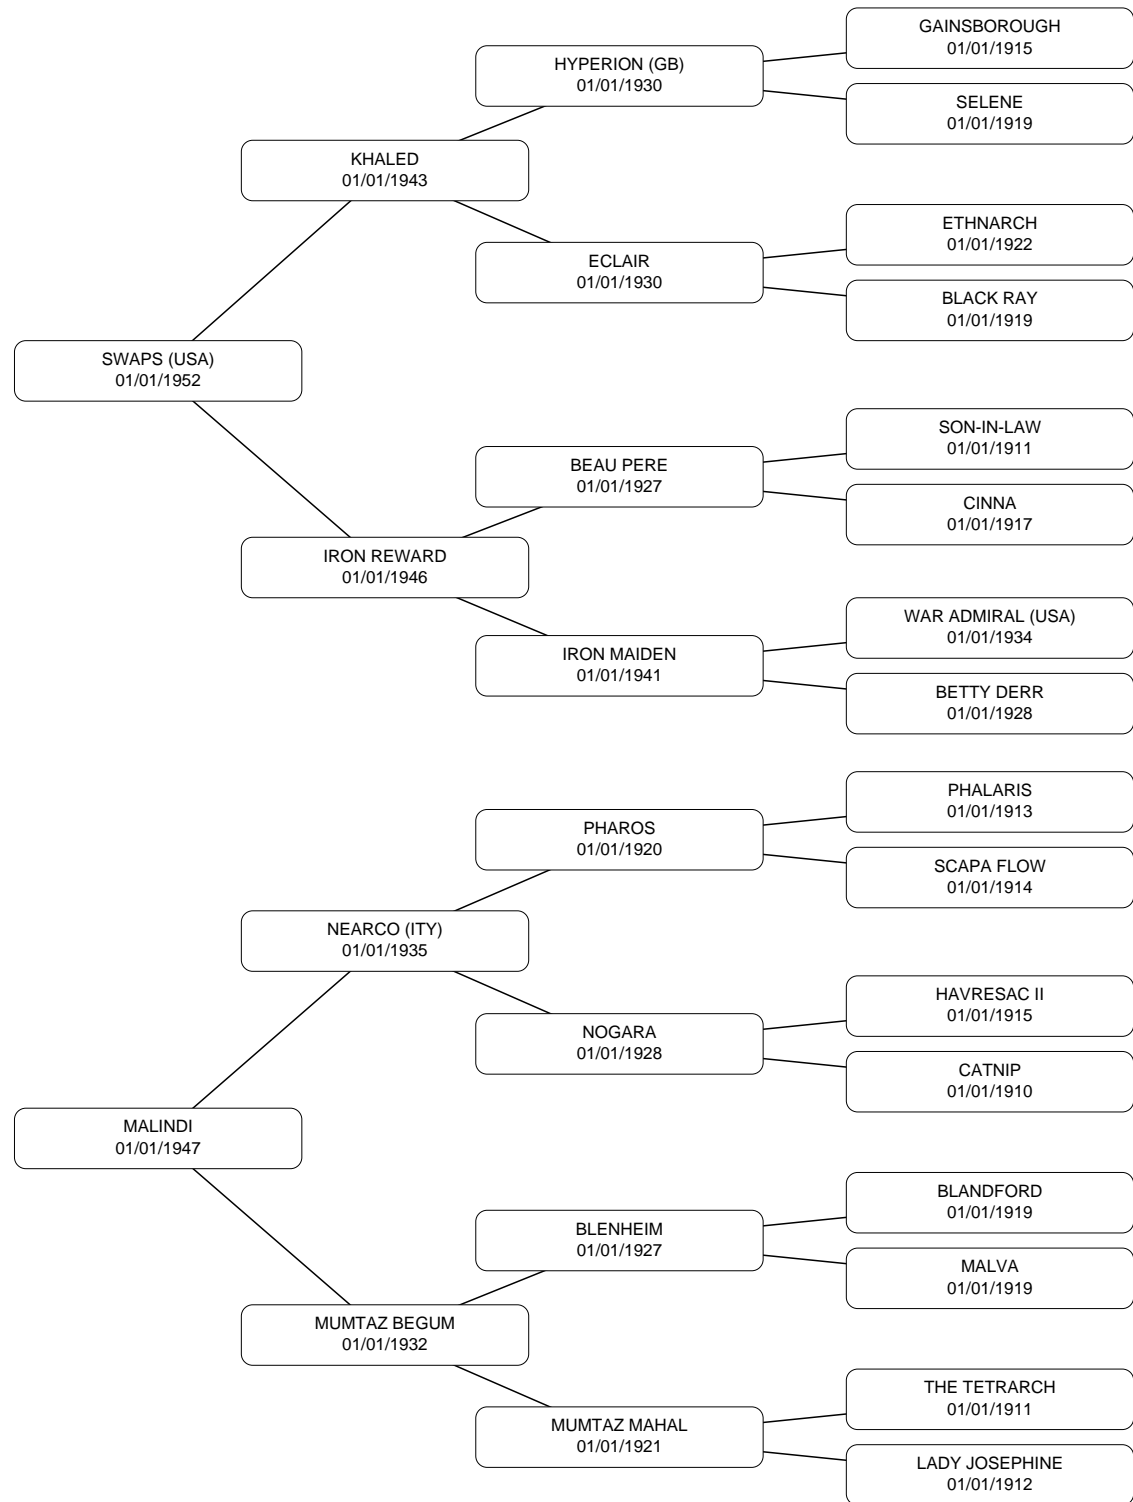 GAINSBOROUGH
01/01/1915
HYPERION (GB)
01/01/1930
SELENE
01/01/1919
KHALED
01/01/1943
ETHNARCH
01/01/1922
ECLAIR
01/01/1930
BLACK RAY
01/01/1919
SWAPS (USA)
01/01/1952
SON-IN-LAW
01/01/1911
BEAU PERE
01/01/1927
CINNA
01/01/1917
IRON REWARD
01/01/1946
WAR ADMIRAL (USA)
01/01/1934
IRON MAIDEN
01/01/1941
BETTY DERR
01/01/1928
PHALARIS
01/01/1913
PHAROS
01/01/1920
SCAPA FLOW
01/01/1914
NEARCO (ITY)
01/01/1935
HAVRESAC II
01/01/1915
NOGARA
01/01/1928
CATNIP
01/01/1910
MALINDI
01/01/1947
BLANDFORD
01/01/1919
BLENHEIM
01/01/1927
MALVA
01/01/1919
MUMTAZ BEGUM
01/01/1932
THE TETRARCH
01/01/1911
MUMTAZ MAHAL
01/01/1921
LADY JOSEPHINE
01/01/1912